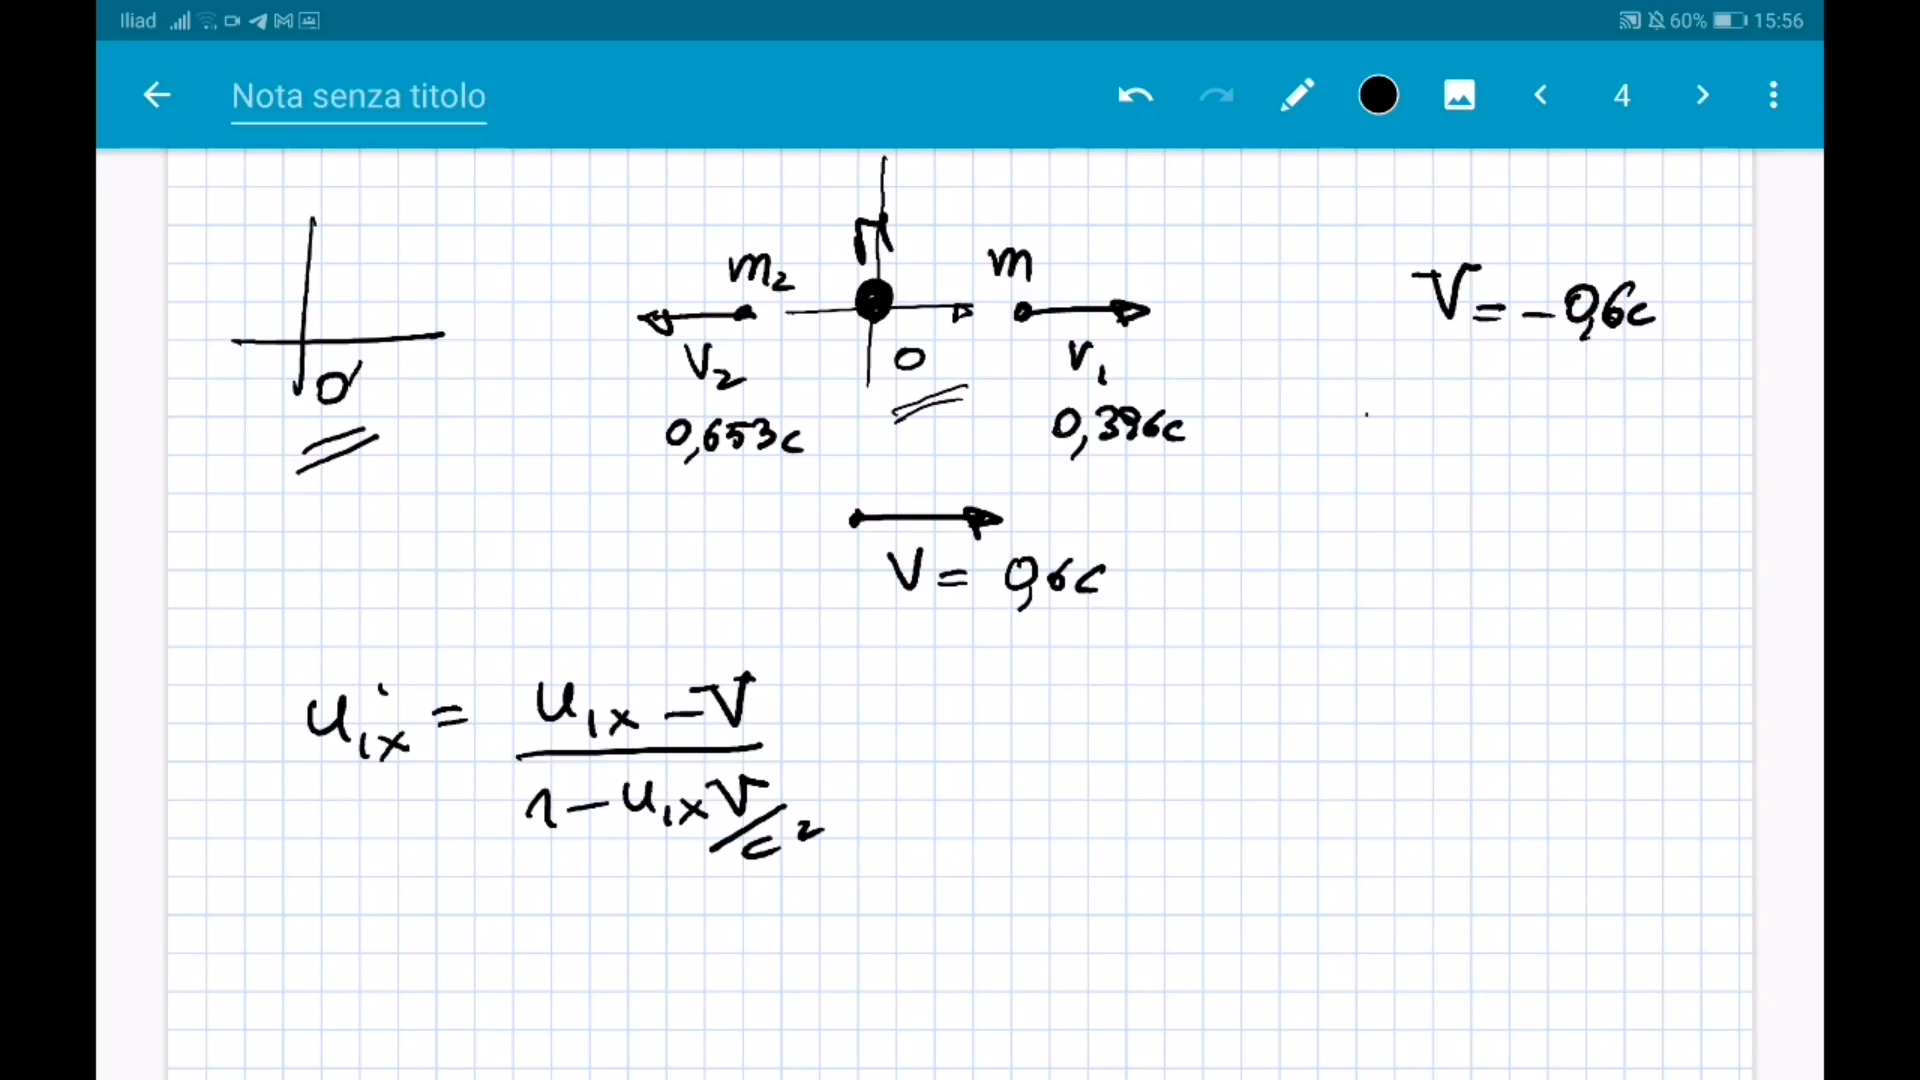 Iliad 60% 15:56
Nota senza titolo 4
M
m₂ m
V = -0,6c
O' V₂ O v₁
0,653c 0,396c
V = 0,6c
u'₁ₓ = u₁ₓ - V
1 - u₁ₓV/c²